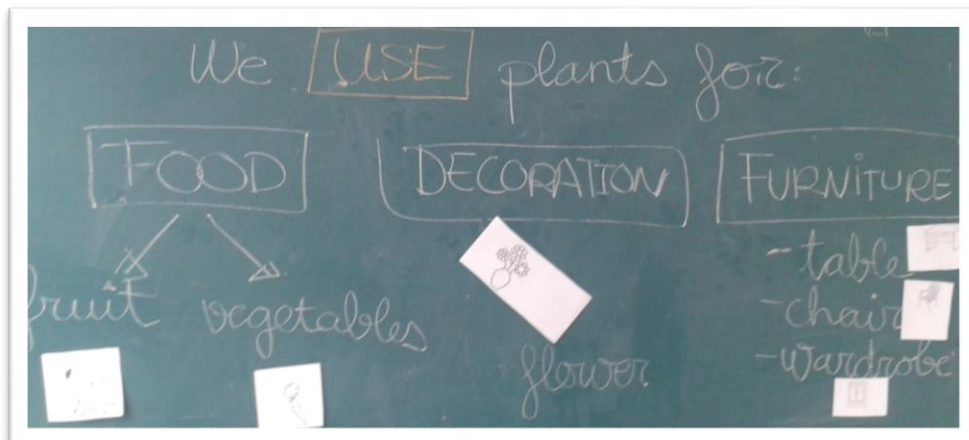 We USE plants for:
FOOD DECORATION FURNITURE
fruit vegetables
flower
-table
-chair
-wardrobe